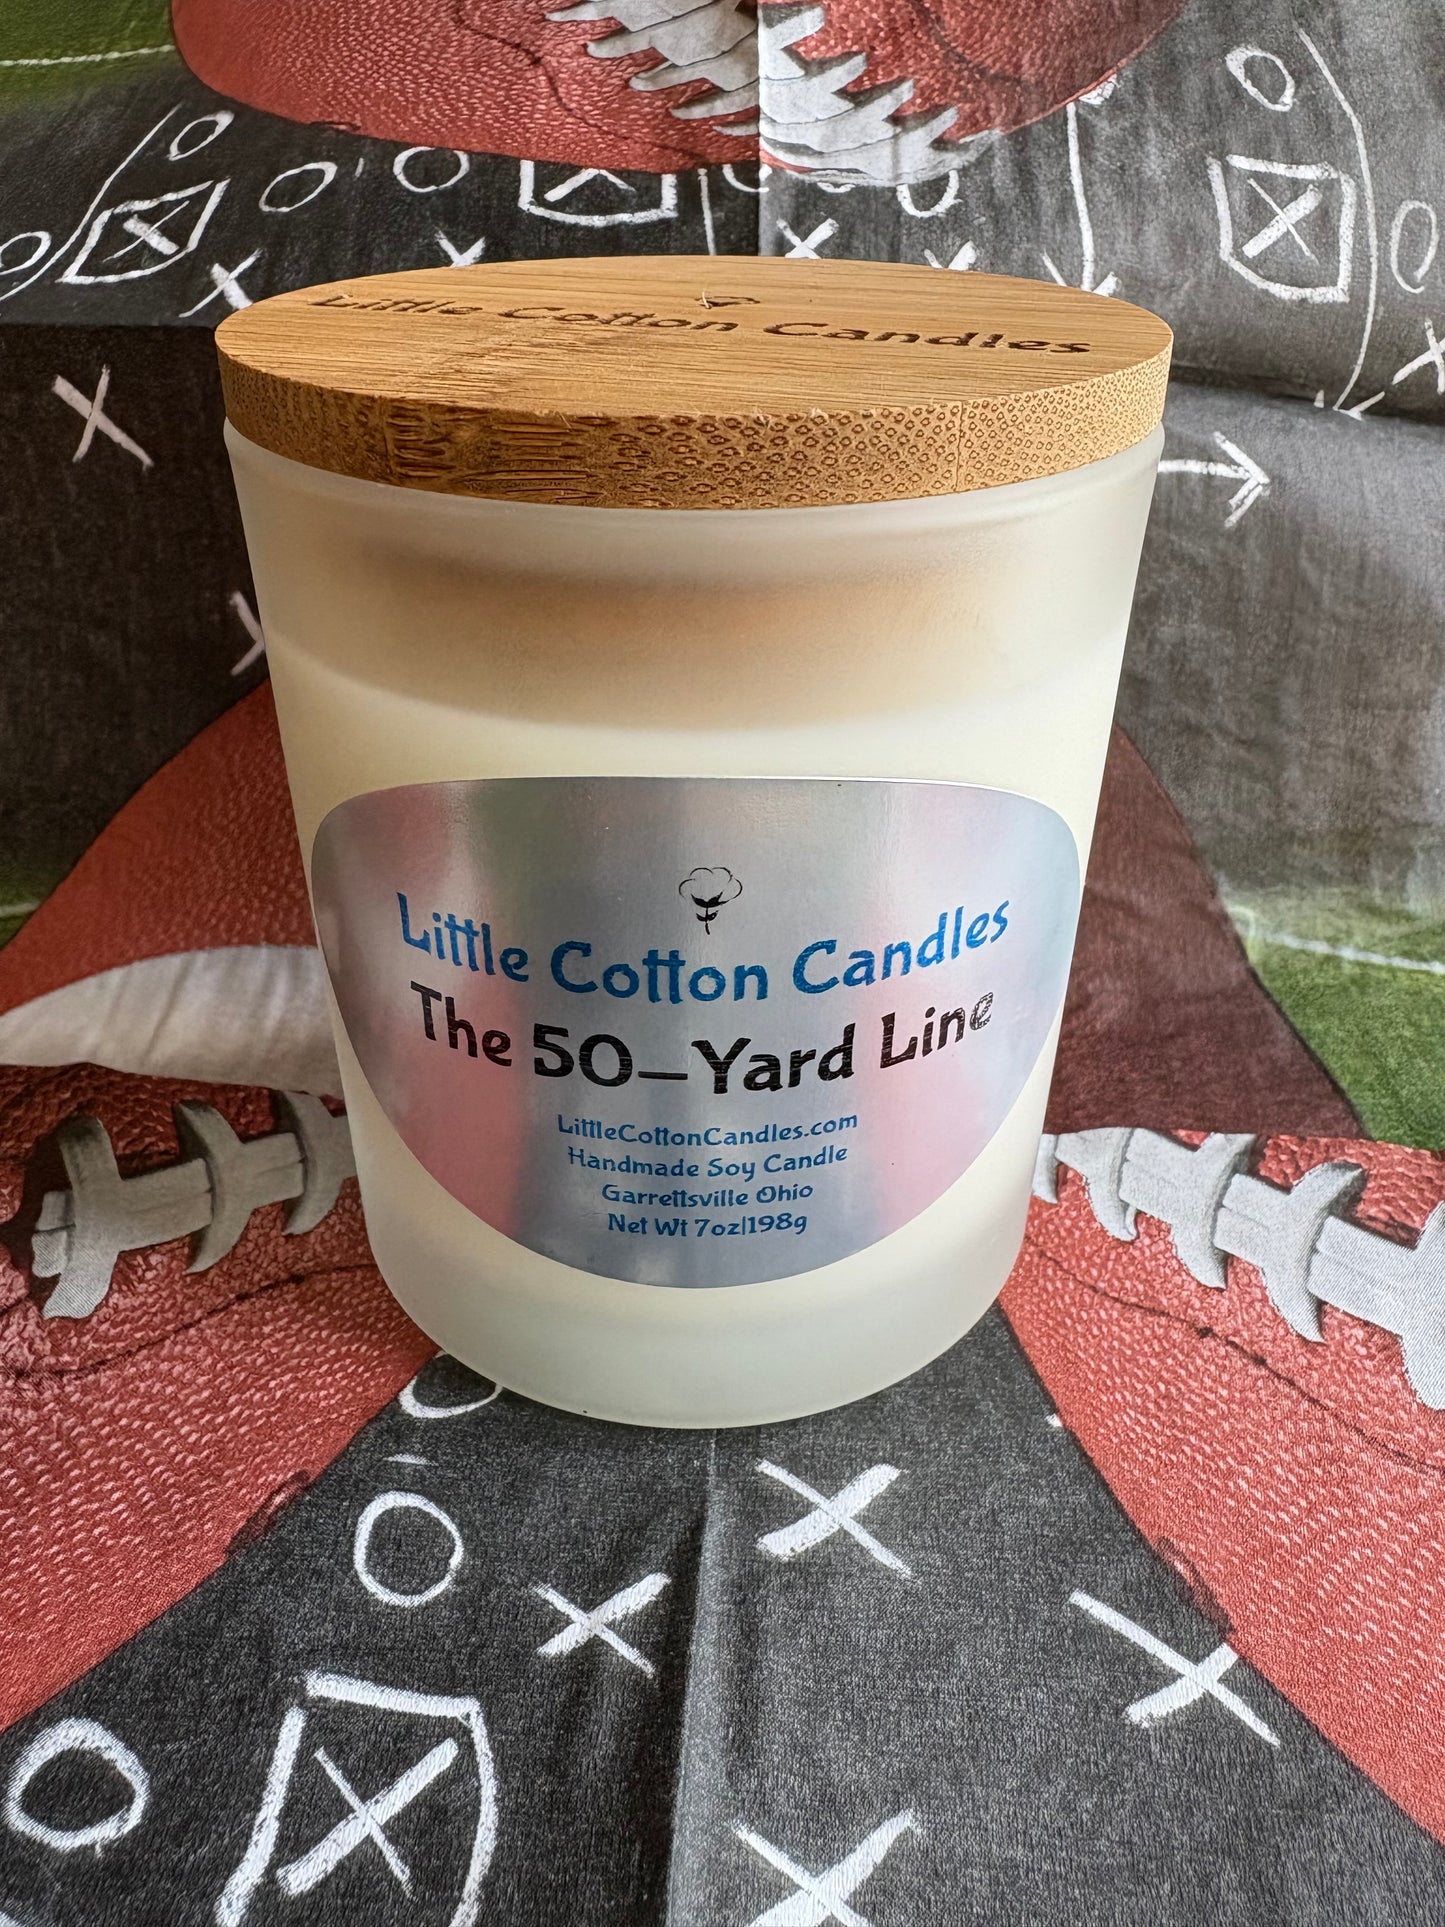 Little Cotton Candles
Little Cotton Candles
The 50-Yard Line
LittleCottonCandles.com
Handmade Soy Candle
Garrettsville Ohio
Net Wt 7oz|198g